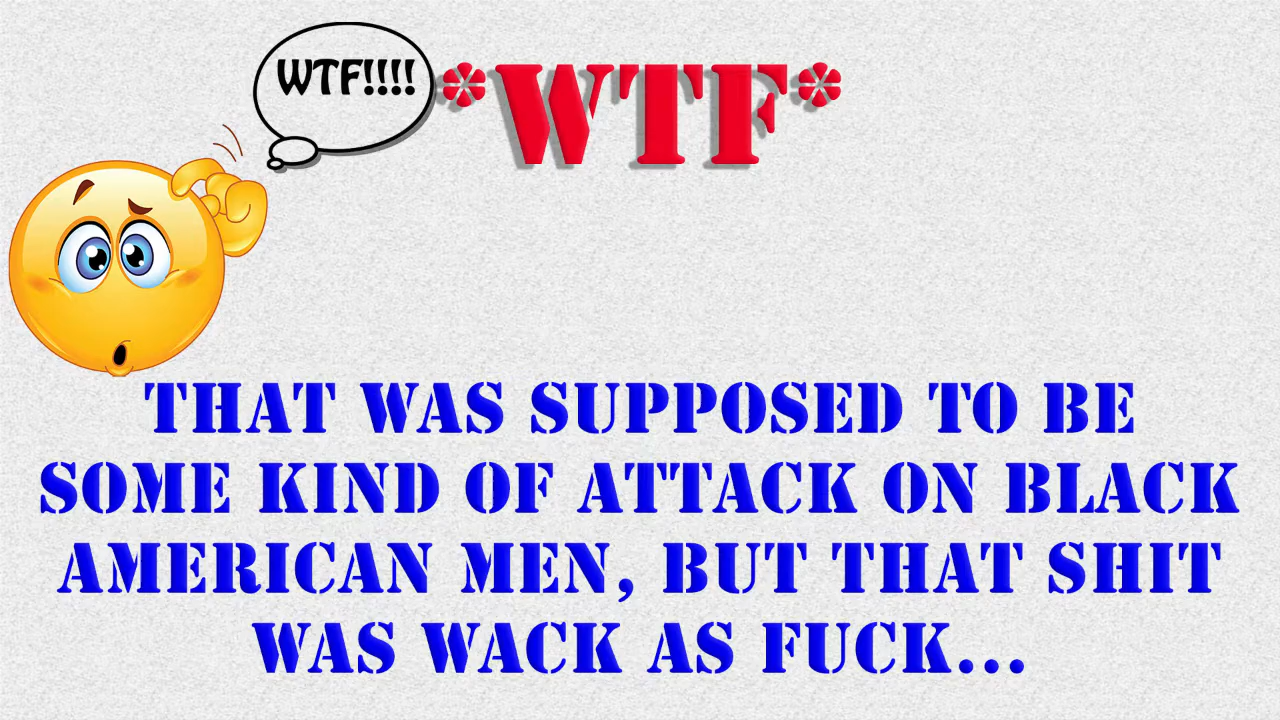 WTF!!!!
*WTF*
THAT WAS SUPPOSED TO BE
SOME KIND OF ATTACK ON BLACK
AMERICAN MEN, BUT THAT SHIT
WAS WACK AS FUCK...